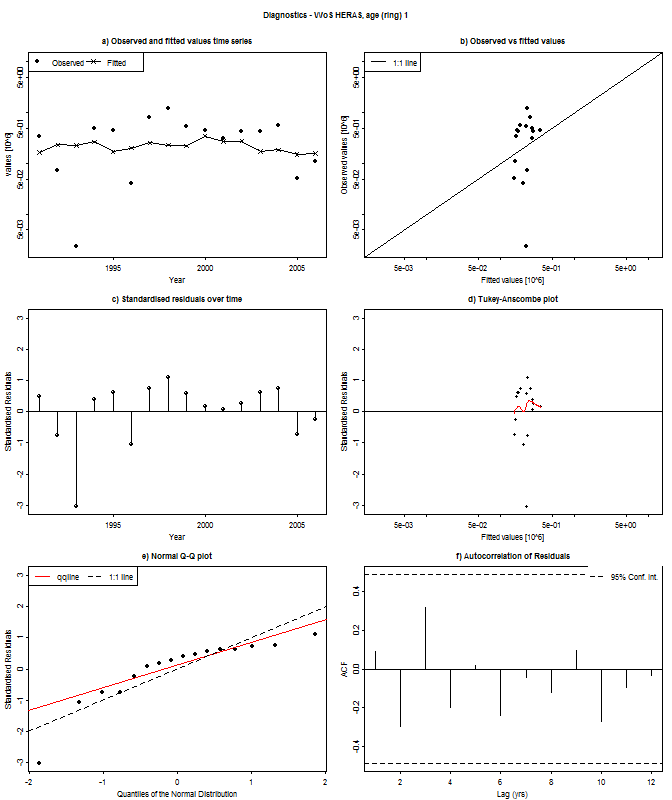 Diagnostics - WoS HERAS, age (ring) 1
a) Observed and fitted values time series
Observed Fitted
values [10^6]
5e+00
5e-01
5e-02
5e-03
1995 2000 2005
Year
b) Observed vs fitted values
1:1 line
Observed values [10^6]
5e+00
5e-01
5e-02
5e-03
5e-03 5e-02 5e-01 5e+00
Fitted values [10^6]
c) Standardised residuals over time
Standardised Residuals
3
2
1
0
-1
-2
-3
1995 2000 2005
Year
d) Tukey-Anscombe plot
Standardised Residuals
3
2
1
0
-1
-2
-3
5e-03 5e-02 5e-01 5e+00
Fitted values [10^6]
e) Normal Q-Q plot
qqline 1:1 line
Standardised Residuals
3
2
1
0
-1
-2
-3
-2 -1 0 1 2
Quantiles of the Normal Distribution
f) Autocorrelation of Residuals
95% Conf. Int.
ACF
0.4
0.2
0.0
-0.2
-0.4
2 4 6 8 10 12
Lag (yrs)